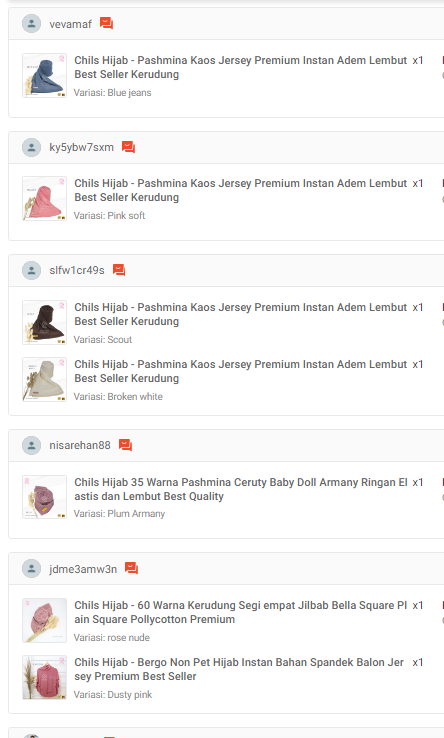 vevamaf
Chils Hijab - Pashmina Kaos Jersey Premium Instan Adem Lembut x1
Best Seller Kerudung
Variasi: Blue jeans
ky5ybw7sxm
Chils Hijab - Pashmina Kaos Jersey Premium Instan Adem Lembut x1
Best Seller Kerudung
Variasi: Pink soft
slfw1cr49s
Chils Hijab - Pashmina Kaos Jersey Premium Instan Adem Lembut x1
Best Seller Kerudung
Variasi: Scout
Chils Hijab - Pashmina Kaos Jersey Premium Instan Adem Lembut x1
Best Seller Kerudung
Variasi: Broken white
nisarehan88
Chils Hijab 35 Warna Pashmina Ceruty Baby Doll Armany Ringan El x1
astis dan Lembut Best Quality
Variasi: Plum Armany
jdme3amw3n
Chils Hijab - 60 Warna Kerudung Segi empat Jilbab Bella Square Pl x1
ain Square Pollycotton Premium
Variasi: rose nude
Chils Hijab - Bergo Non Pet Hijab Instan Bahan Spandek Balon Jer x1
sey Premium Best Seller
Variasi: Dusty pink